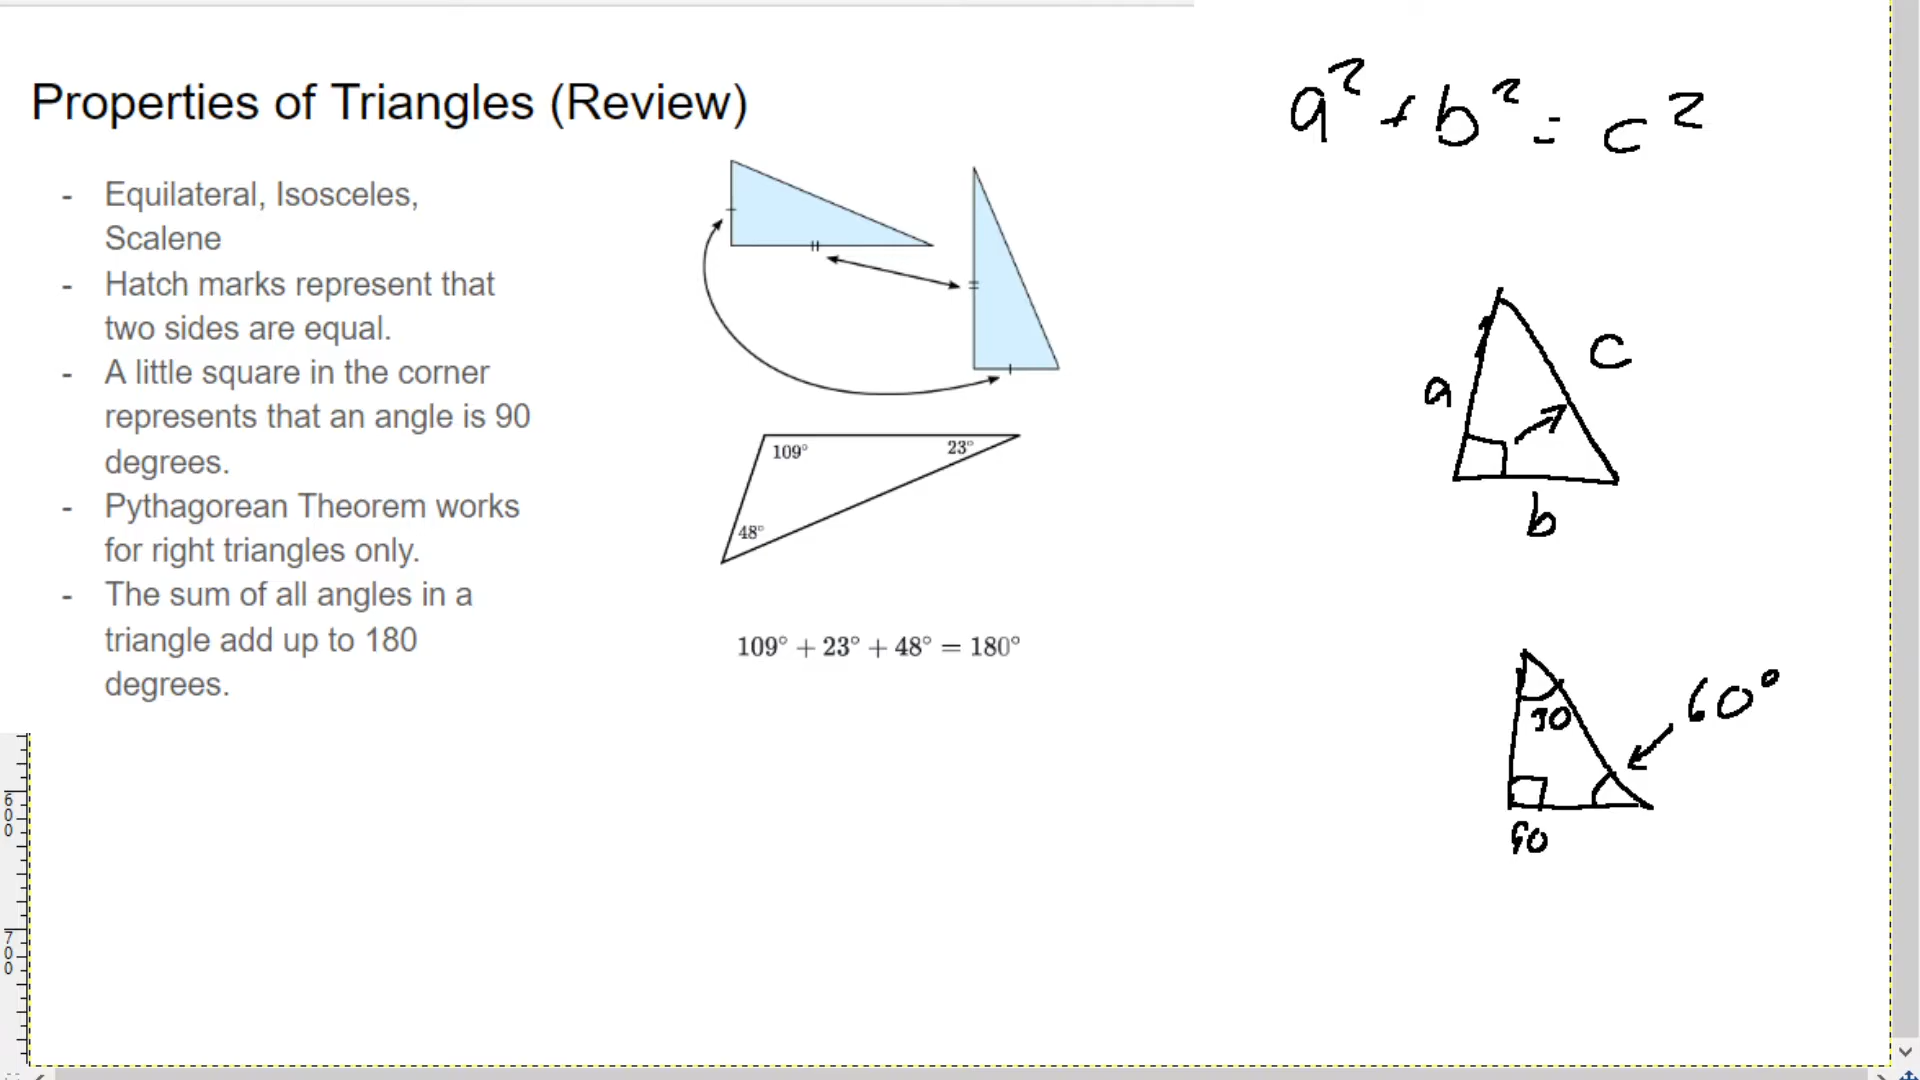 Properties of Triangles (Review)
- Equilateral, Isosceles,
Scalene
- Hatch marks represent that
two sides are equal.
- A little square in the corner
represents that an angle is 90
degrees.
- Pythagorean Theorem works
for right triangles only.
- The sum of all angles in a
triangle add up to 180
degrees.
109°
23°
48°
109° + 23° + 48° = 180°
a² + b² = c²
a
c
b
30
60°
90
600
700